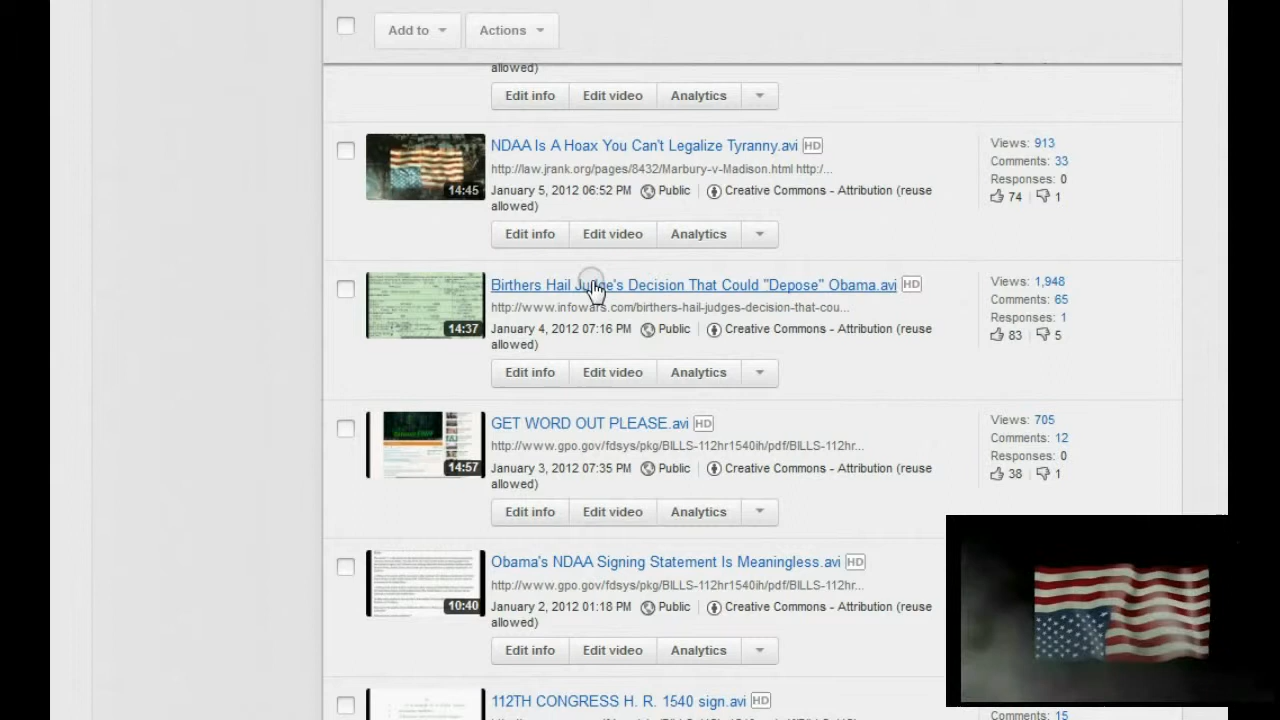 Add to
Actions
allowed)
Edit info Edit video Analytics
NDAA Is A Hoax You Can't Legalize Tyranny.avi HD
http://law.jrank.org/pages/8432/Marbury-v-Madison.html http:/...
January 5, 2012 06:52 PM Public Creative Commons - Attribution (reuse
allowed)
14:45
Views: 913
Comments: 33
Responses: 0
74 1
Edit info Edit video Analytics
Birthers Hail Judge's Decision That Could "Depose" Obama.avi HD
http://www.infowars.com/birthers-hail-judges-decision-that-cou...
January 4, 2012 07:16 PM Public Creative Commons - Attribution (reuse
allowed)
14:37
Views: 1,948
Comments: 65
Responses: 1
83 5
Edit info Edit video Analytics
GET WORD OUT PLEASE.avi HD
http://www.gpo.gov/fdsys/pkg/BILLS-112hr1540ih/pdf/BILLS-112hr...
January 3, 2012 07:35 PM Public Creative Commons - Attribution (reuse
allowed)
14:57
Views: 705
Comments: 12
Responses: 0
38 1
Edit info Edit video Analytics
Obama's NDAA Signing Statement Is Meaningless.avi HD
http://www.gpo.gov/fdsys/pkg/BILLS-112hr1540ih/pdf/BILLS-112hr...
January 2, 2012 01:18 PM Public Creative Commons - Attribution (reuse
allowed)
10:40
Edit info Edit video Analytics
112TH CONGRESS H. R. 1540 sign.avi HD
Comments: 15